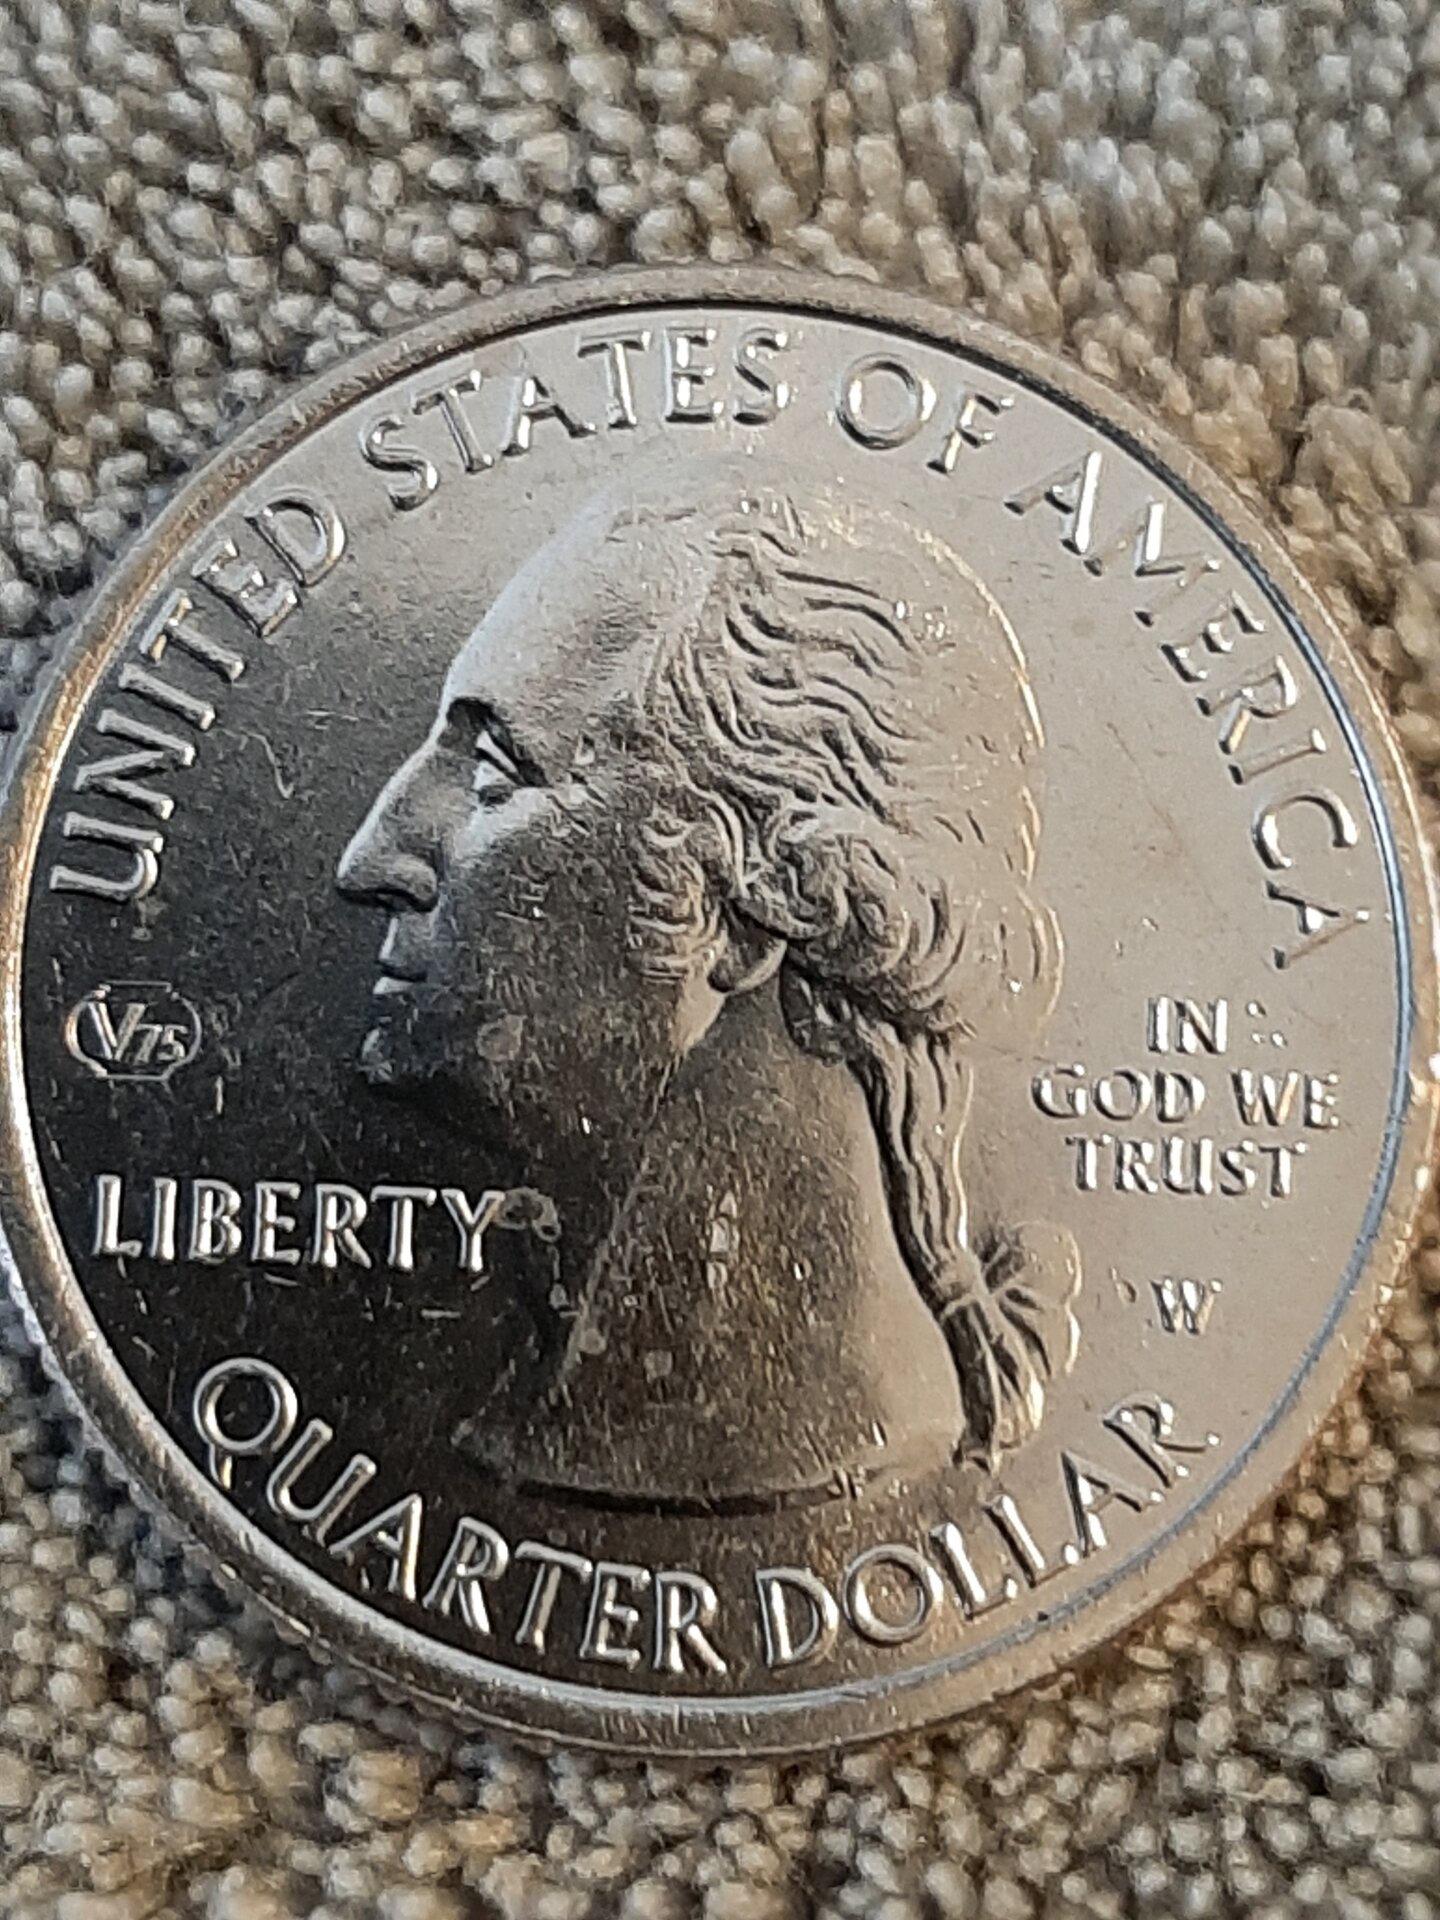 UNITED STATES OF AMERICA
V75
LIBERTY
IN
GOD WE
TRUST
W
QUARTER DOLLAR